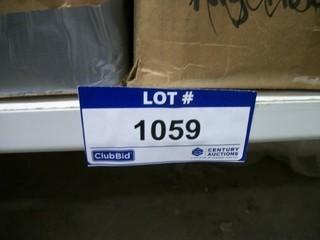 LOT #
1059
ClubBid
CENTURY
AUCTIONS